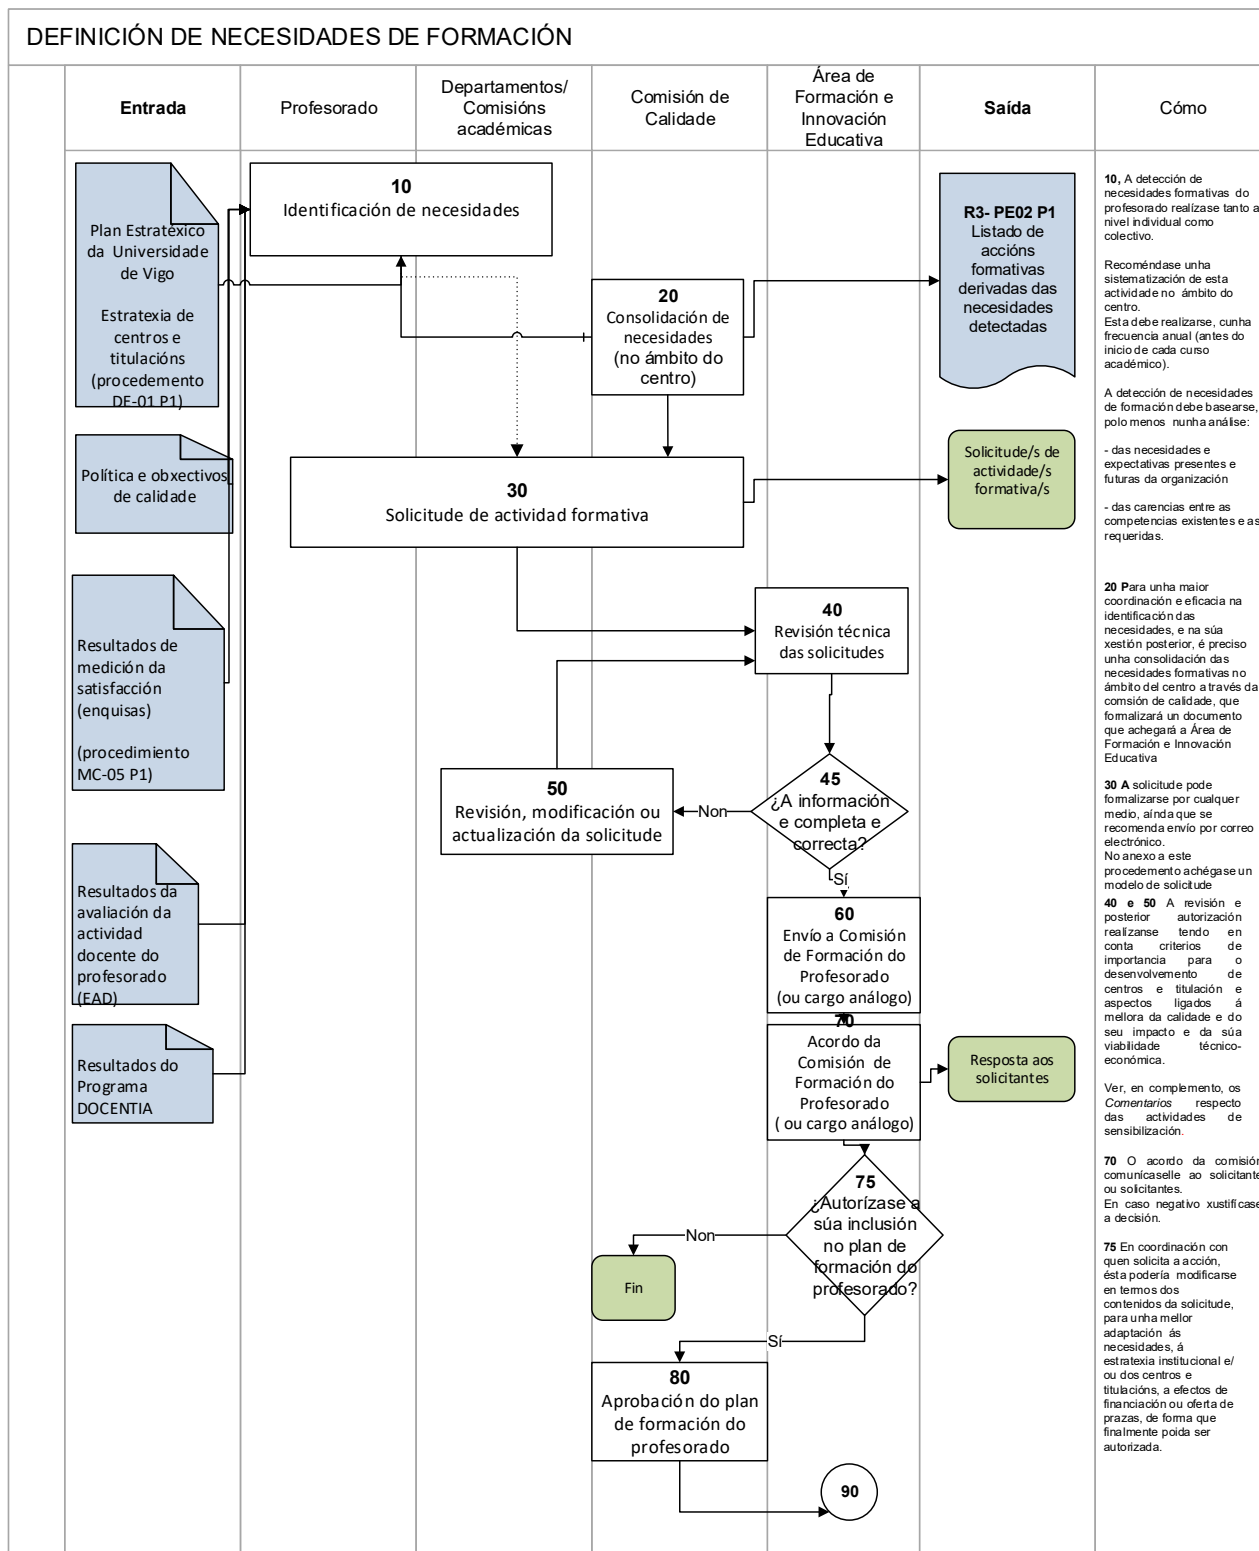 DEFINICIÓN DE NECESIDADES DE FORMACIÓN
Entrada
Profesorado
Departamentos/
Comisións
académicas
Comisión de
Calidade
Área de
Formación e
Innovación
Educativa
Saída
Cómo
Plan Estratéxico
da Universidade
de Vigo
Estratexia de
centros e
titulacións
(procedemento
DE-01 P1)
Política e obxectivos
de calidade
Resultados de
medición da
satisfacción
(enquisas)
(procedimiento
MC-05 P1)
Resultados da
avaliación da
actividad
docente do
profesorado
(EAD)
Resultados do
Programa
DOCENTIA
10
Identificación de necesidades
20
Consolidación de
necesidades
(no ámbito do
centro)
30
Solicitude de actividad formativa
40
Revisión técnica
das solicitudes
45
¿A información
e completa e
correcta?
Non
Sí
50
Revisión, modificación ou
actualización da solicitude
60
Envío a Comisión
de Formación do
Profesorado
(ou cargo análogo)
70
Acordo da
Comisión de
Formación do
Profesorado
( ou cargo análogo)
75
¿Autorízase a
súa inclusión
no plan de
formación do
profesorado?
Non
Fin
Sí
80
Aprobación do plan
de formación do
profesorado
90
R3- PE02 P1
Listado de
accións
formativas
derivadas das
necesidades
detectadas
Solicitude/s de
actividade/s
formativa/s
Resposta aos
solicitantes
10, A detección de
necesidades formativas do
profesorado realízase tanto a
nivel individual como
colectivo.
Recoméndase unha
sistematización de esta
actividade no ámbito do
centro.
Esta debe realizarse, cunha
frecuencia anual (antes do
inicio de cada curso
académico).
A detección de necesidades
de formación debe basearse,
polo menos nunha análise:
- das necesidades e
expectativas presentes e
futuras da organización
- das carencias entre as
competencias existentes e as
requeridas.
20 Para unha maior
coordinación e eficacia na
identificación das
necesidades, e na súa
xestión posterior, é preciso
unha consolidación das
necesidades formativas no
ámbito del centro a través da
comsión de calidade, que
formalizará un documento
que achegará a Área de
Formación e Innovación
Educativa
30 A solicitude pode
formalizarse por cualquer
medio, aínda que se
recomenda envío por correo
electrónico.
No anexo a este
procedemento achégase un
modelo de solicitude
40 e 50 A revisión e
posterior autorización
realízanse tendo en
conta criterios de
importancia para o
desenvolvemento de
centros e titulación e
aspectos ligados á
mellora da calidade e do
seu impacto e da súa
viabilidade técnico-
económica.
Ver, en complemento, os
Comentarios respecto
das actividades de
sensibilización.
70 O acordo da comisión
comunícaselle ao solicitante
ou solicitantes.
En caso negativo xustifícase
a decisión.
75 En coordinación con
quen solicita a acción,
ésta podería modificarse
en termos dos
contenidos da solicitude,
para unha mellor
adaptación ás
necesidades, á
estratexia institucional e/
ou dos centros e
titulacións, a efectos de
financiación ou oferta de
prazas, de forma que
finalmente poida ser
autorizada.